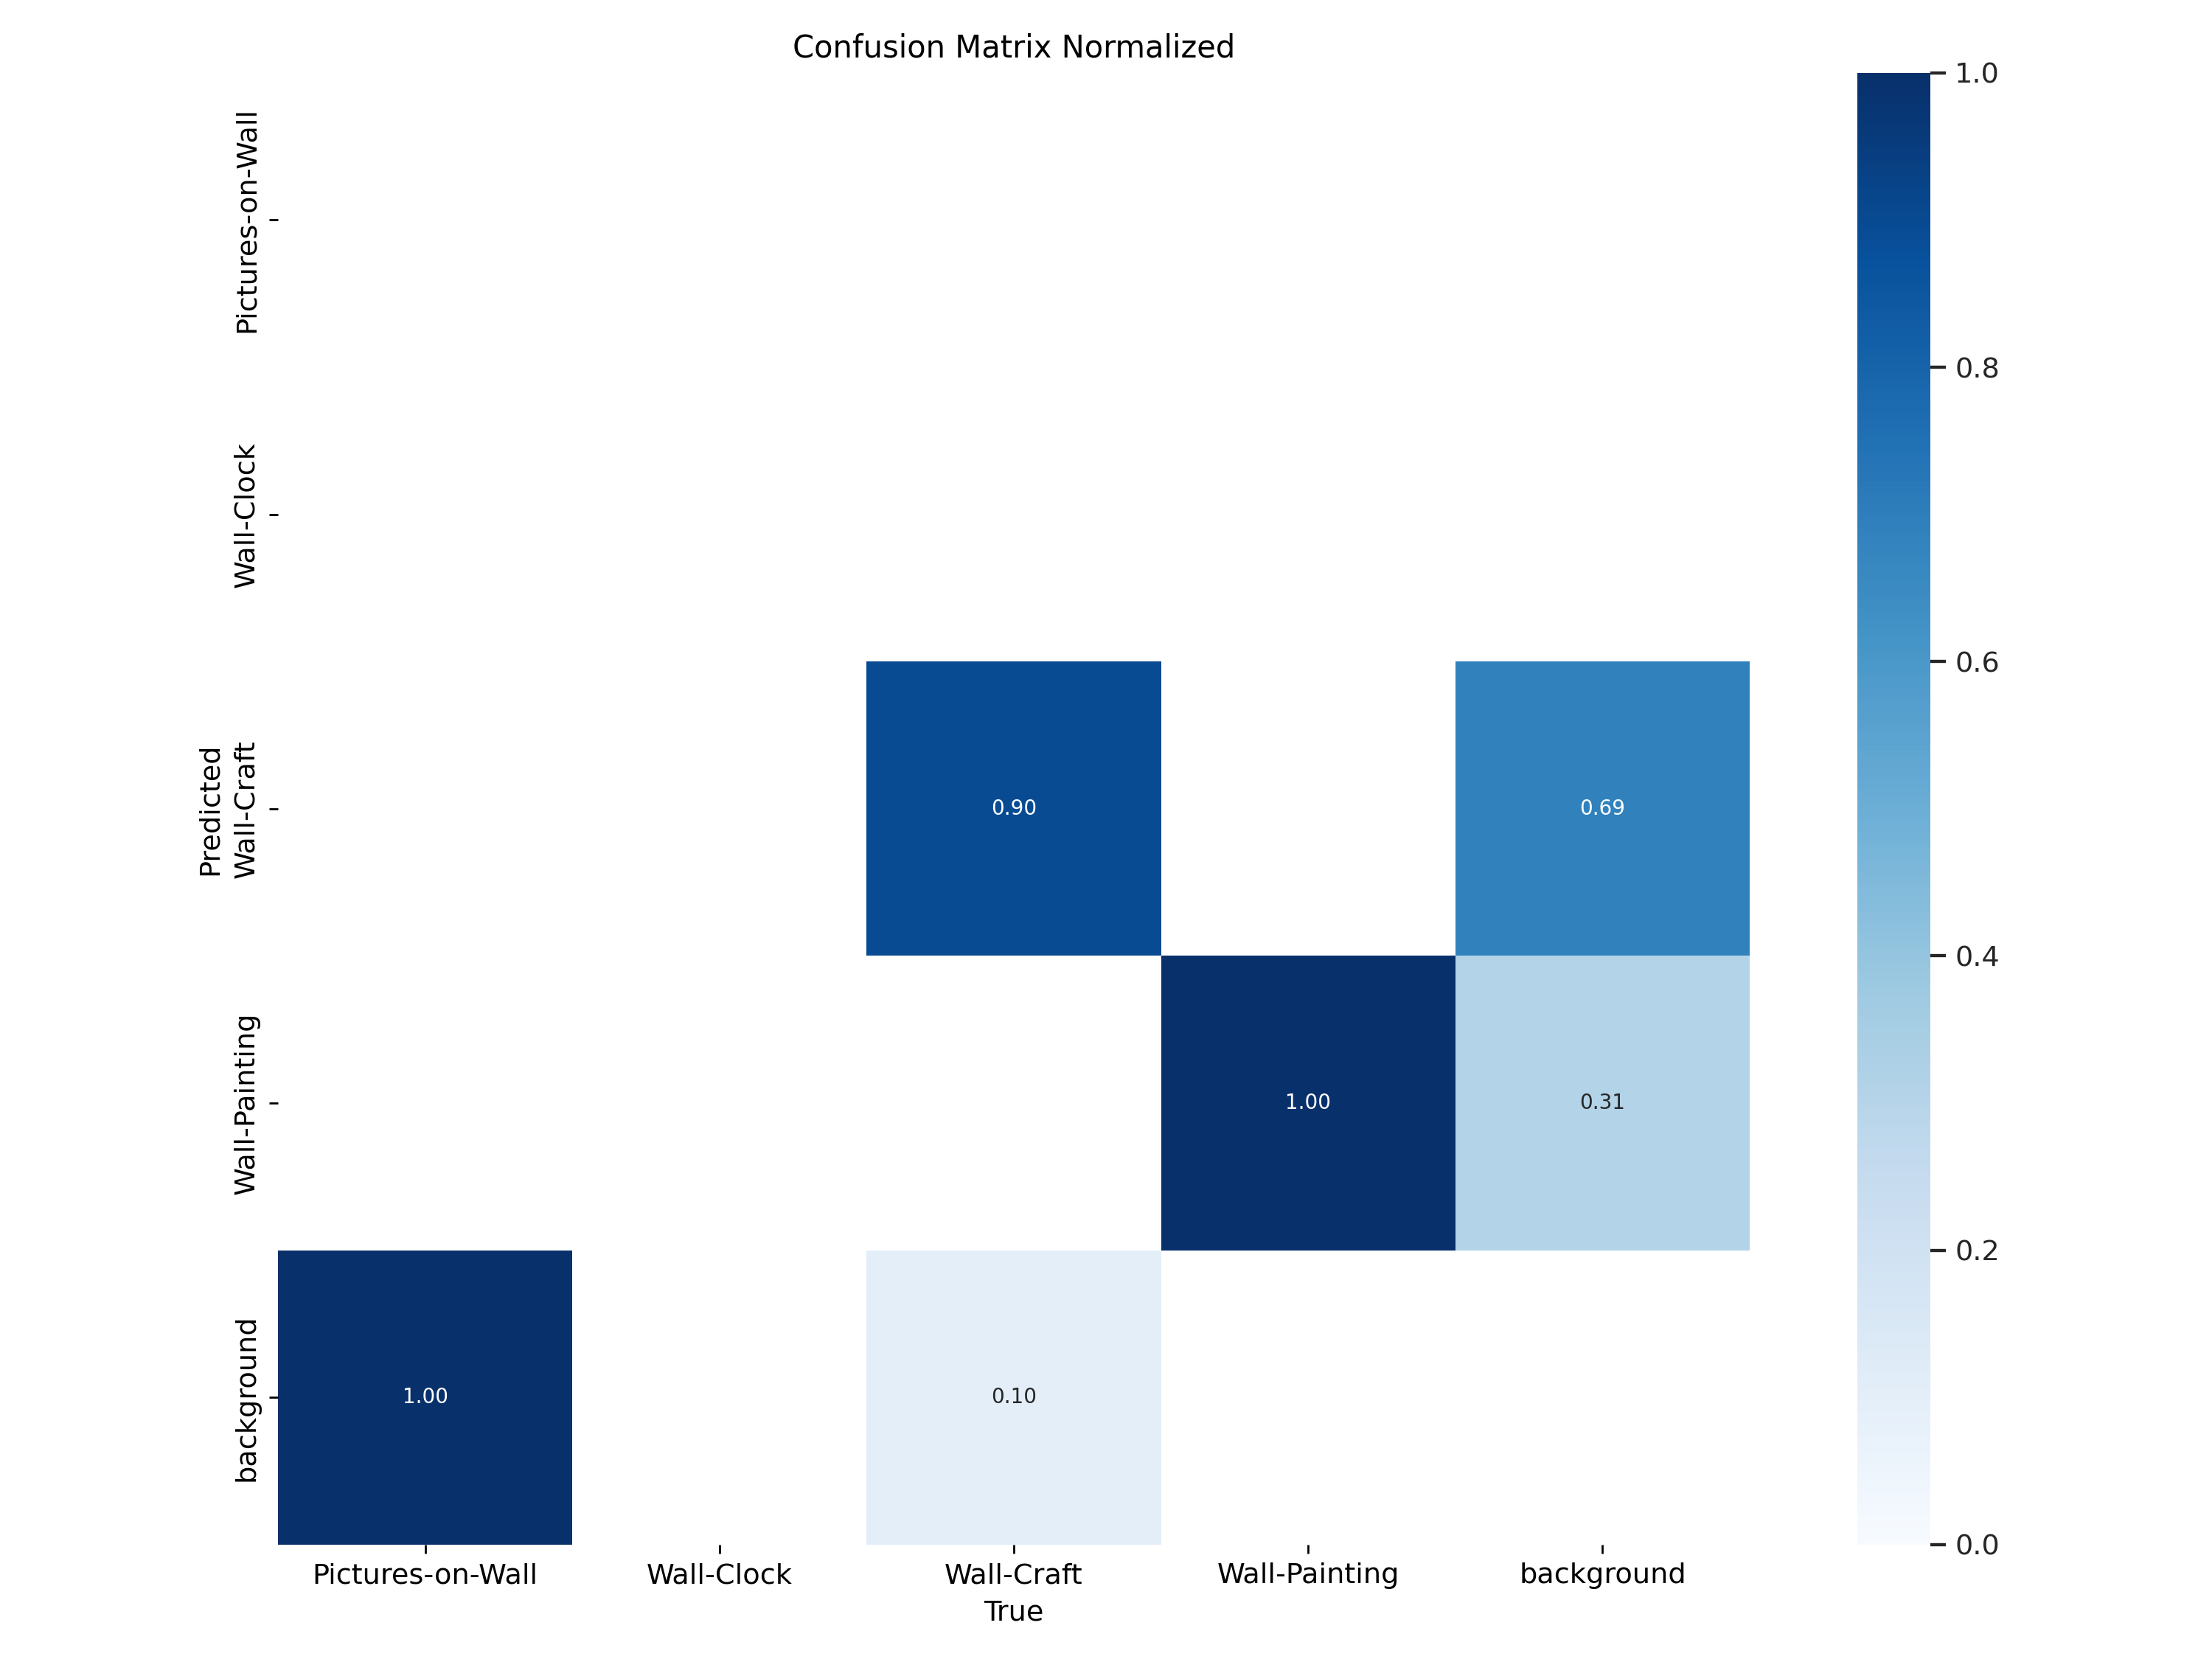 Confusion Matrix Normalized
Pictures-on-Wall
Wall-Clock
Wall-Craft
Wall-Painting
background
Predicted
0.90
0.69
1.00
0.31
1.00
0.10
Pictures-on-Wall
Wall-Clock
Wall-Craft
Wall-Painting
background
True
1.0
0.8
0.6
0.4
0.2
0.0